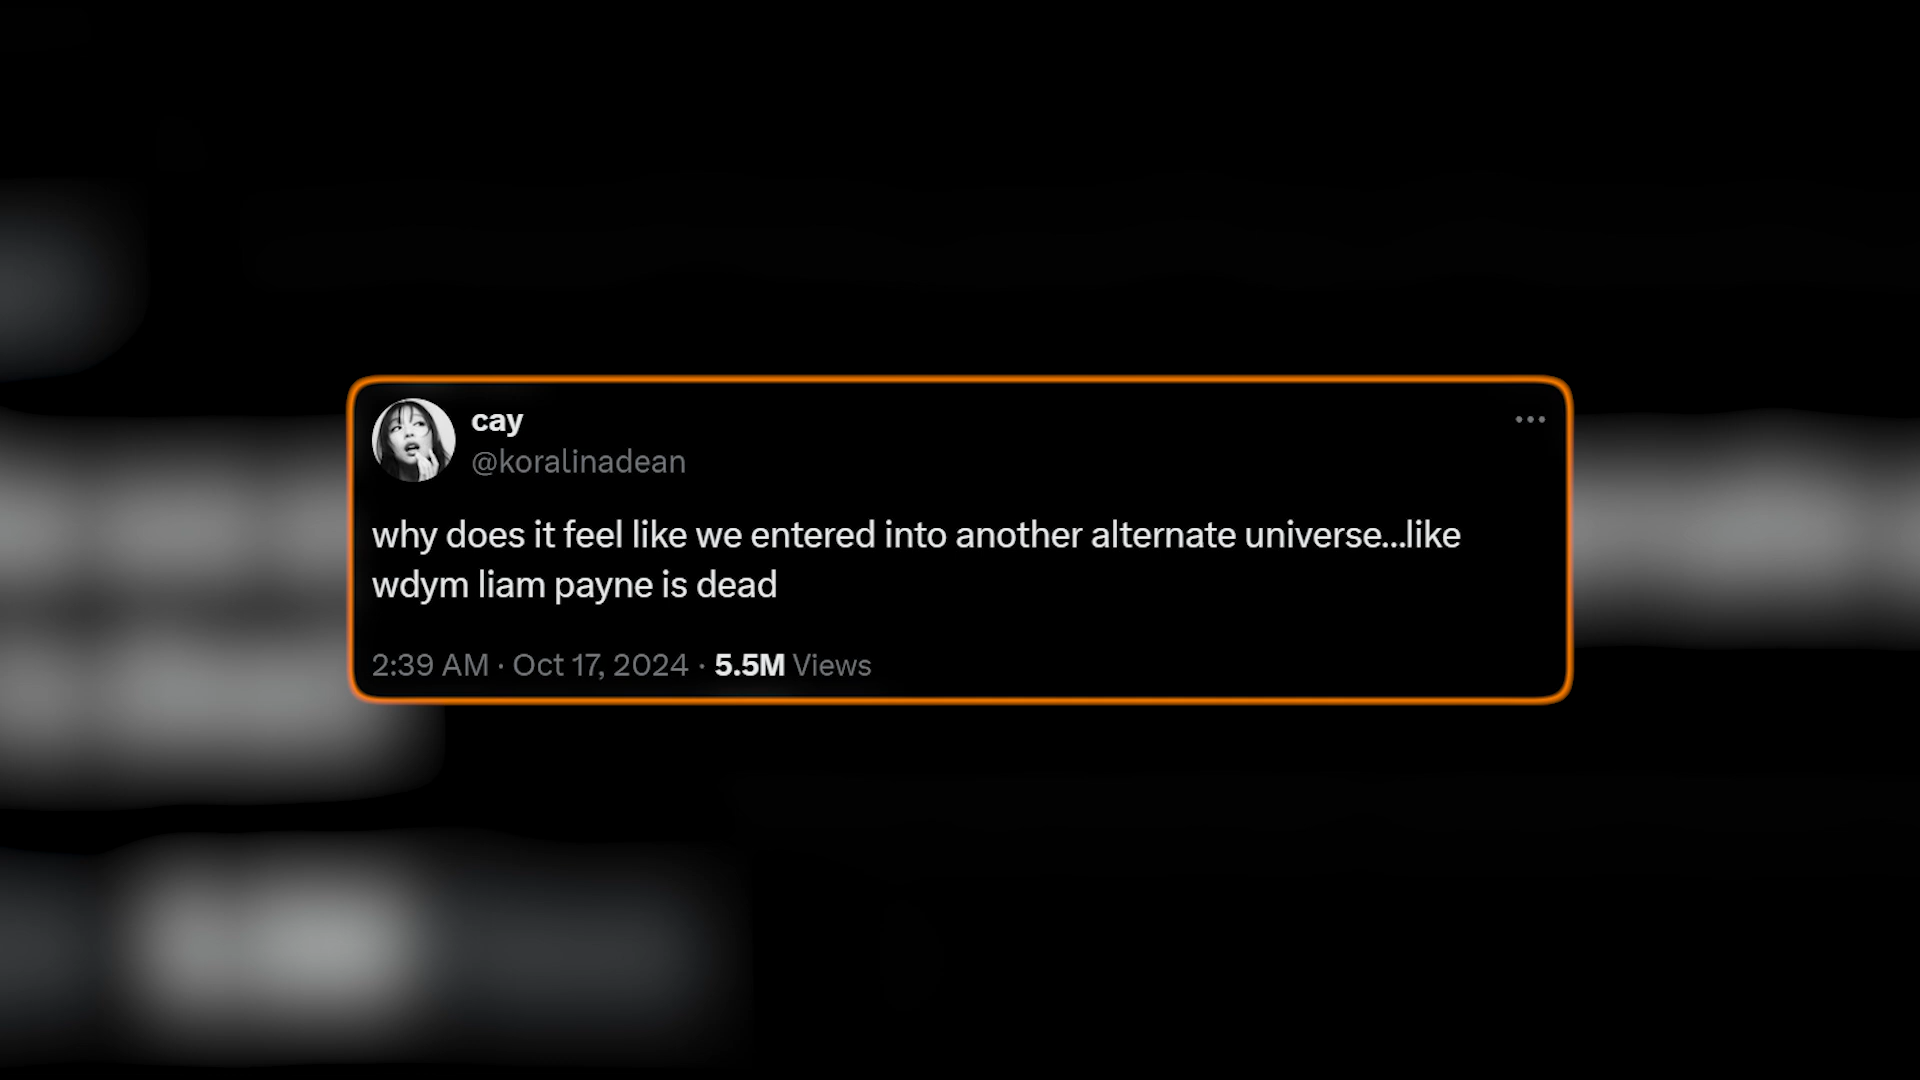 cay
@koralinadean
why does it feel like we entered into another alternate universe...like
wdym liam payne is dead
2:39 AM · Oct 17, 2024 · 5.5M Views